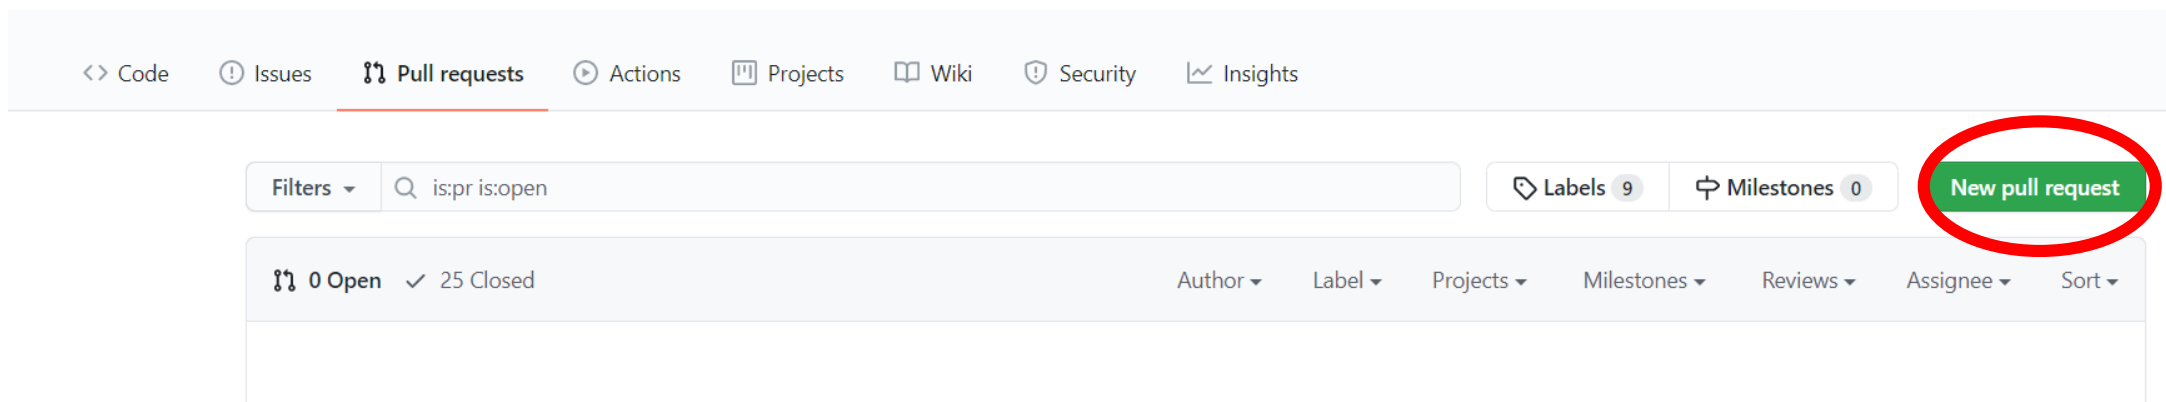 Code Issues Pull requests Actions Projects Wiki Security Insights
Filters is:pr is:open Labels 9 Milestones 0 New pull request
0 Open 25 Closed Author Label Projects Milestones Reviews Assignee Sort